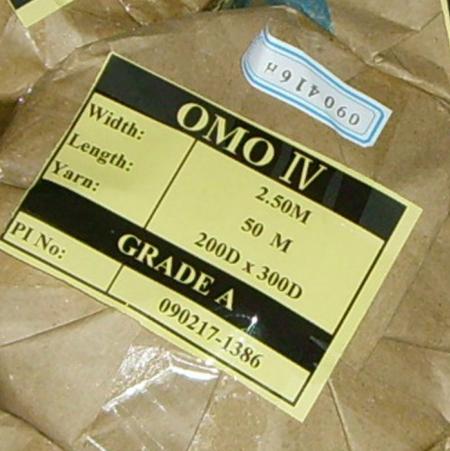 OMO IV
Width: 2.50M
Length: 50 M
Yarn: 200D x 300D
GRADE A
PI No: 090217-1386
090416H